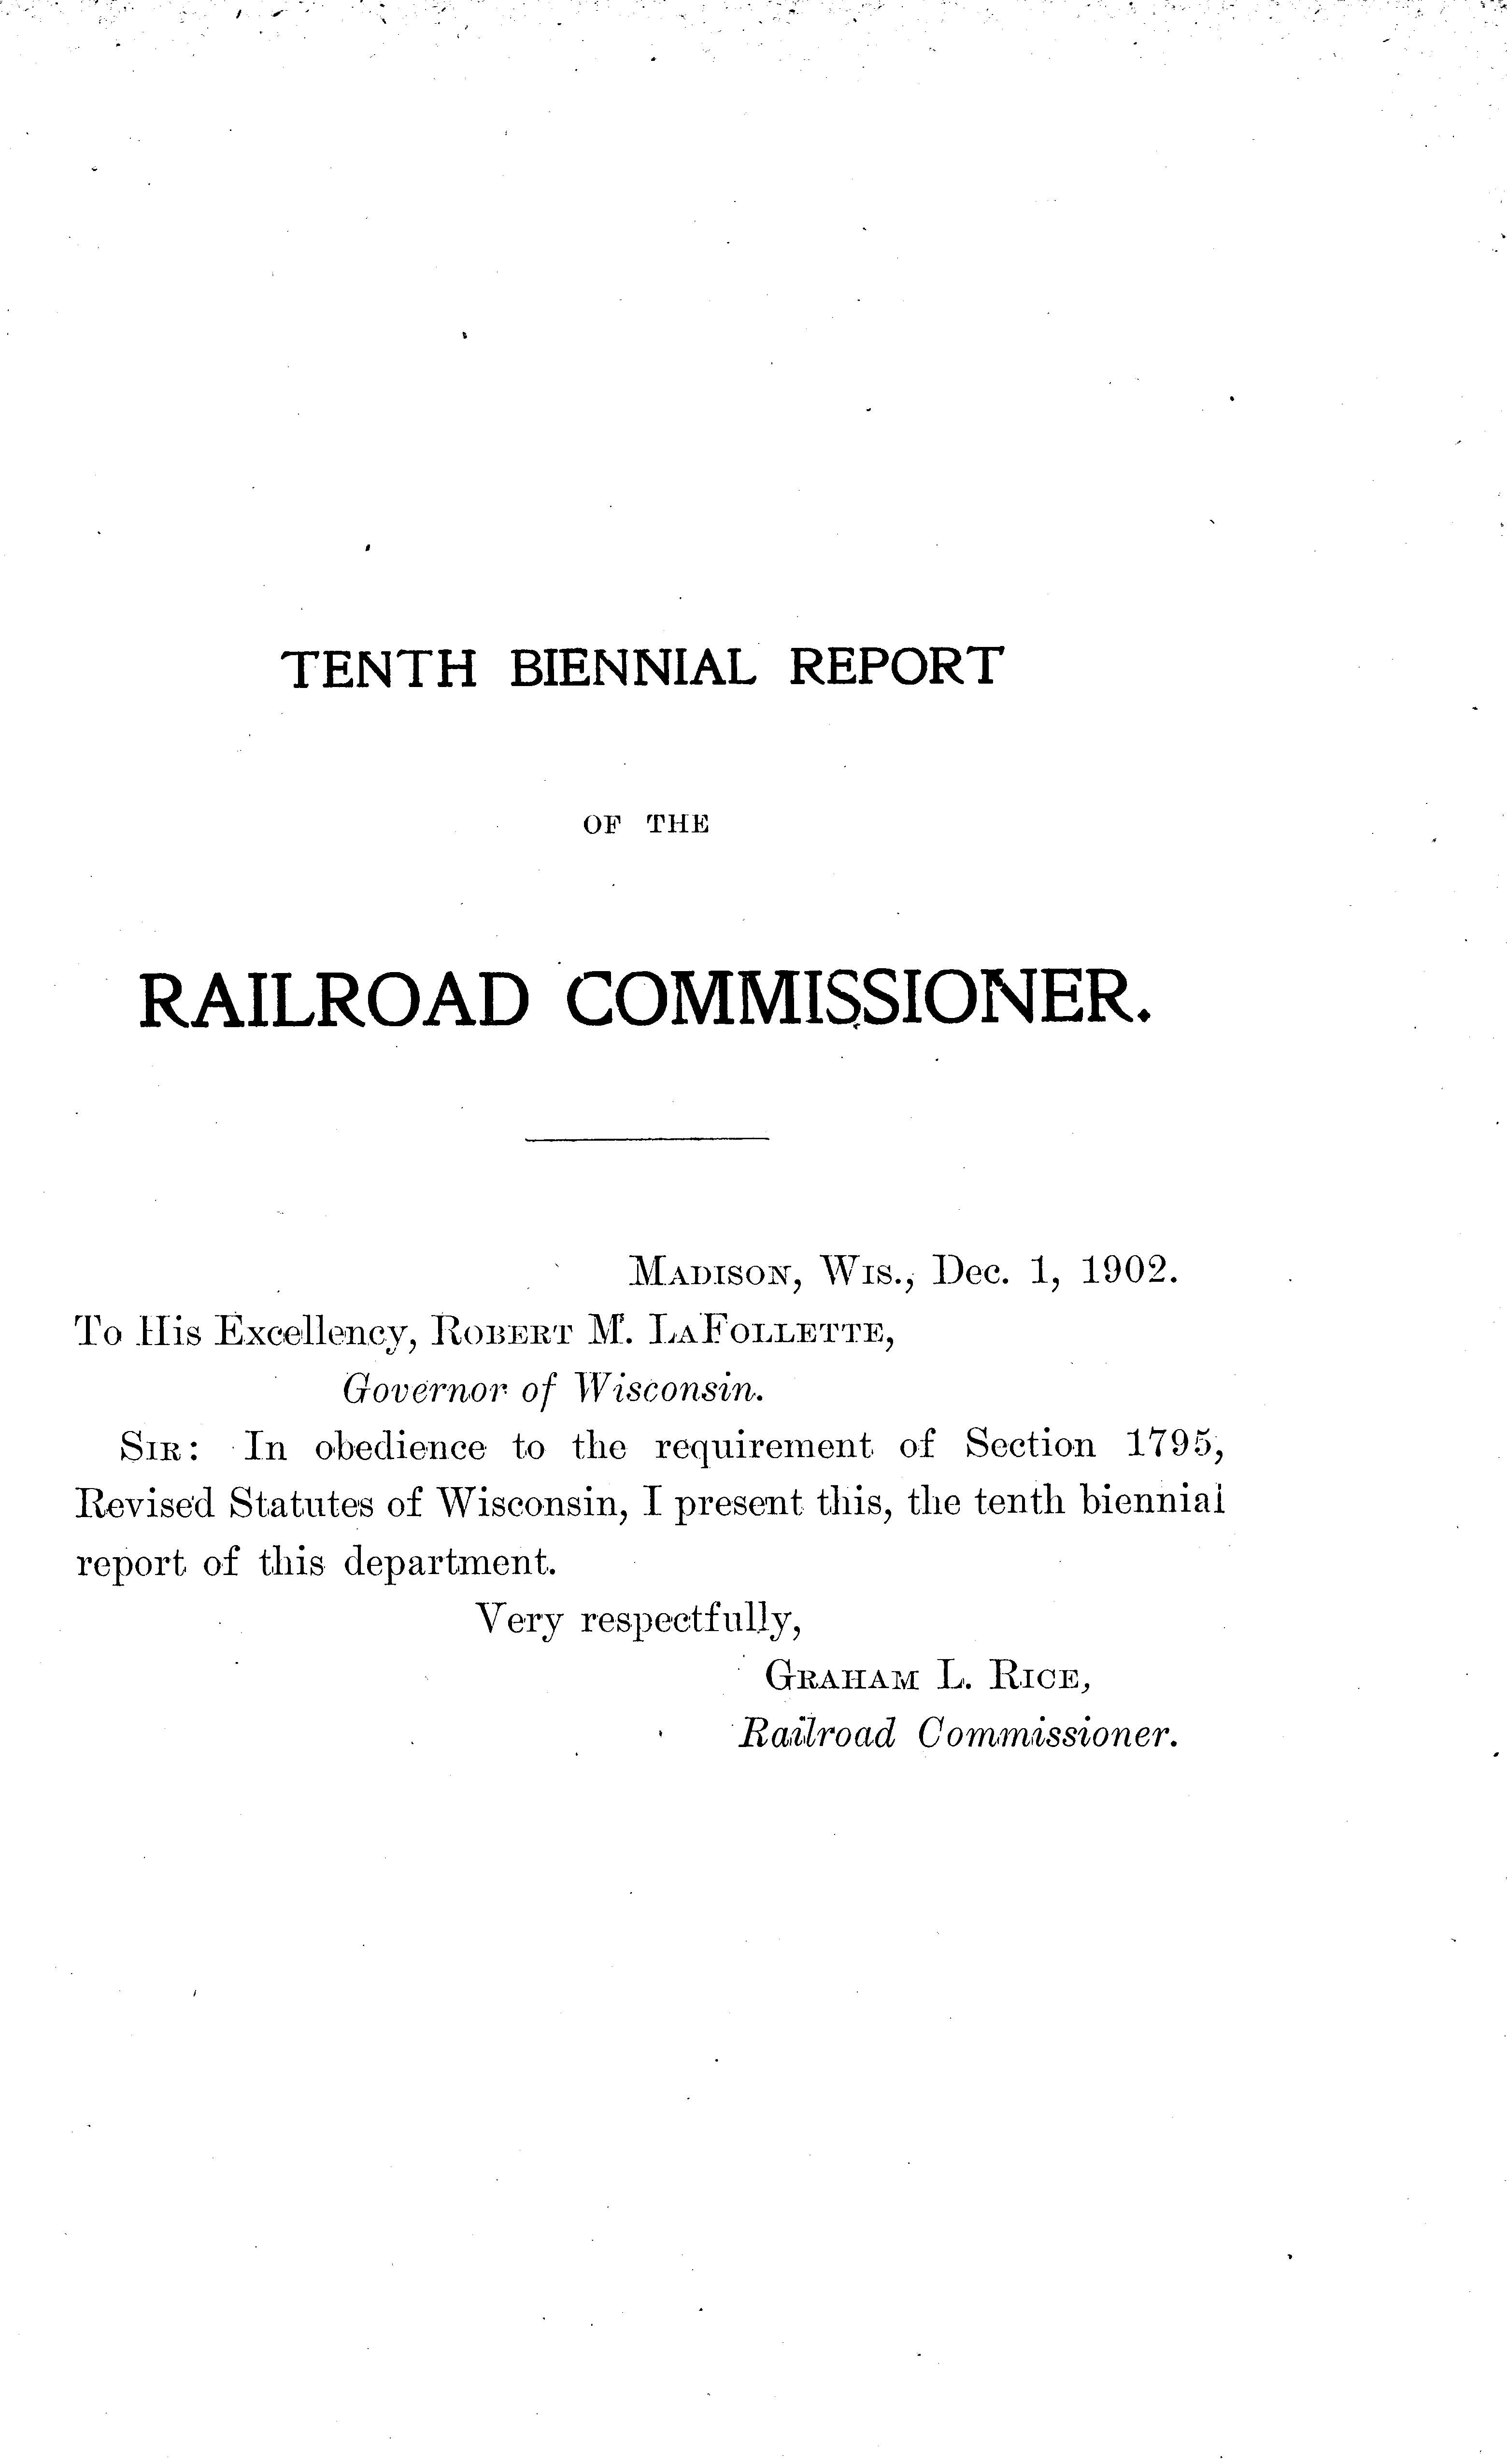 TENTH BIENNIAL REPORT
OF THE
RAILROAD COMMISSIONER.
MADISON, WIS., Dec. 1, 1902.
To His Excellency, ROBERT M. LAFOLLETTE,
Governor of Wisconsin.
SIR: In obedience to the requirement of Section 1795,
Revised Statutes of Wisconsin, I present this, the tenth biennial
report of this department.
Very respectfully,
GRAHAM L. RICE,
Railroad Commissioner.